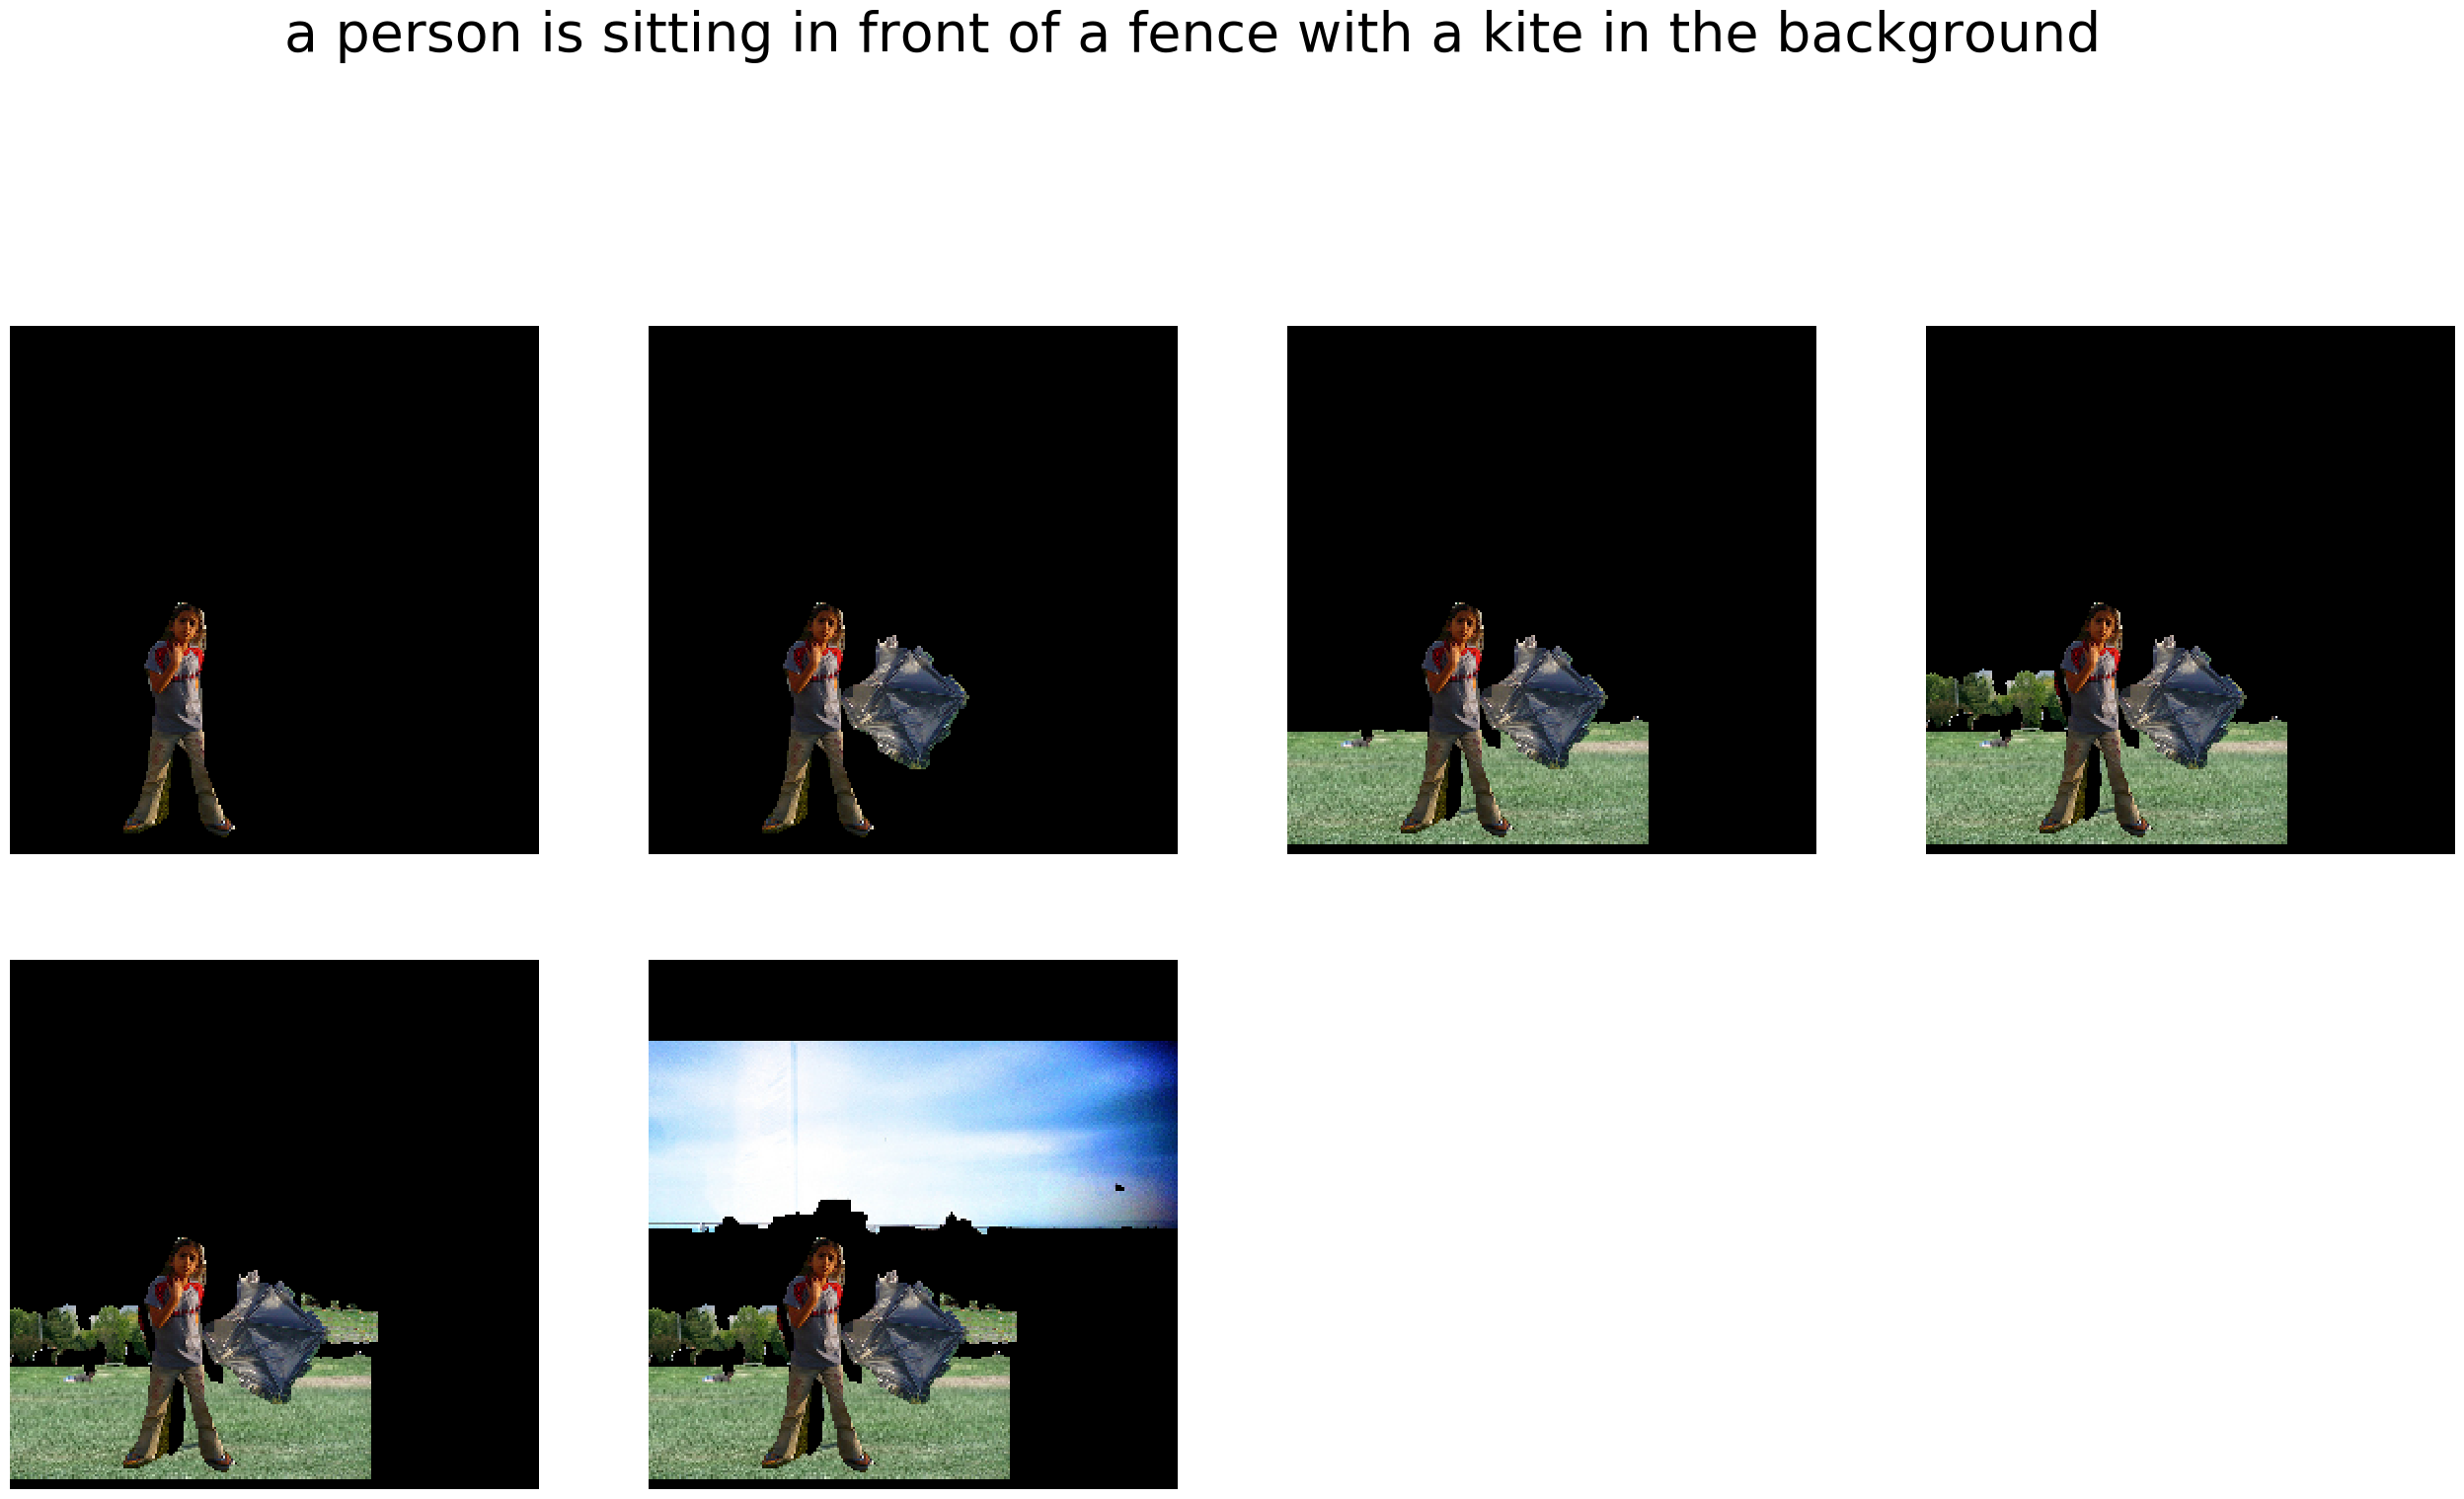 a person is sitting in front of a fence with a kite in the background